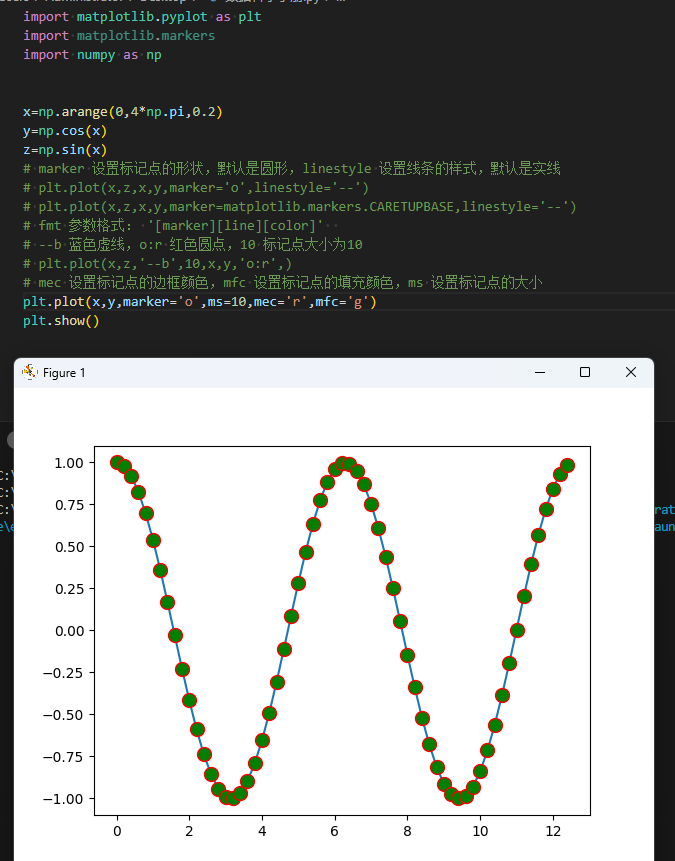 import matplotlib.pyplot as plt
import matplotlib.markers
import numpy as np
x=np.arange(0,4*np.pi,0.2)
y=np.cos(x)
z=np.sin(x)
# marker 设置标记点的形状，默认是圆形，linestyle 设置线条的样式，默认是实线
# plt.plot(x,z,x,y,marker='o',linestyle='--')
# plt.plot(x,z,x,y,marker=matplotlib.markers.CARETUPBASE,linestyle='--')
# fmt 参数格式： '[marker][line][color]'
# --b 蓝色虚线，o:r 红色圆点，10 标记点大小为10
# plt.plot(x,z,'--b',10,x,y,'o:r',)
# mec 设置标记点的边框颜色，mfc 设置标记点的填充颜色，ms 设置标记点的大小
plt.plot(x,y,marker='o',ms=10,mec='r',mfc='g')
plt.show()
Figure 1
1.00
0.75
0.50
0.25
0.00
−0.25
−0.50
−0.75
−1.00
0 2 4 6 8 10 12